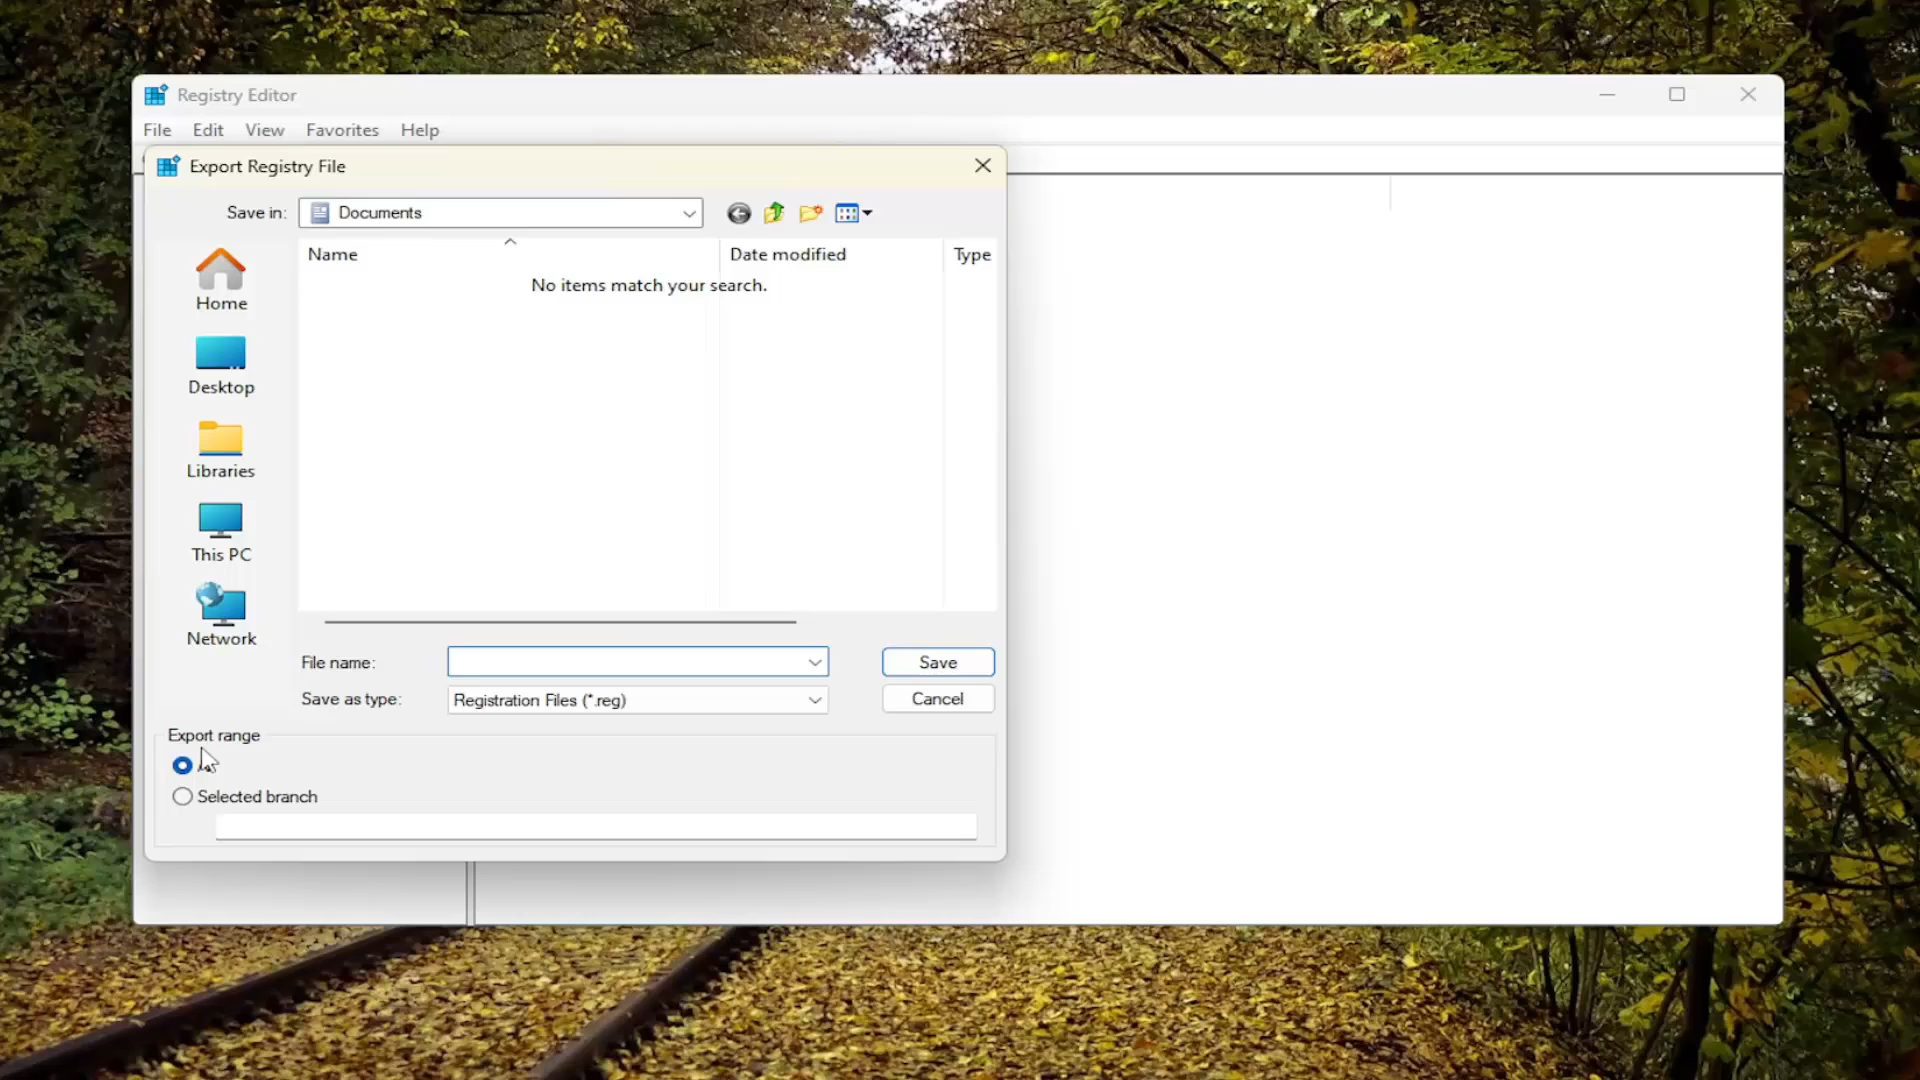 Registry Editor
File Edit View Favorites Help
Export Registry File
Save in: Documents
Name Date modified Type
No items match your search.
Home
Desktop
Libraries
This PC
Network
File name: Save
Save as type: Registration Files (*.reg) Cancel
Export range
Selected branch